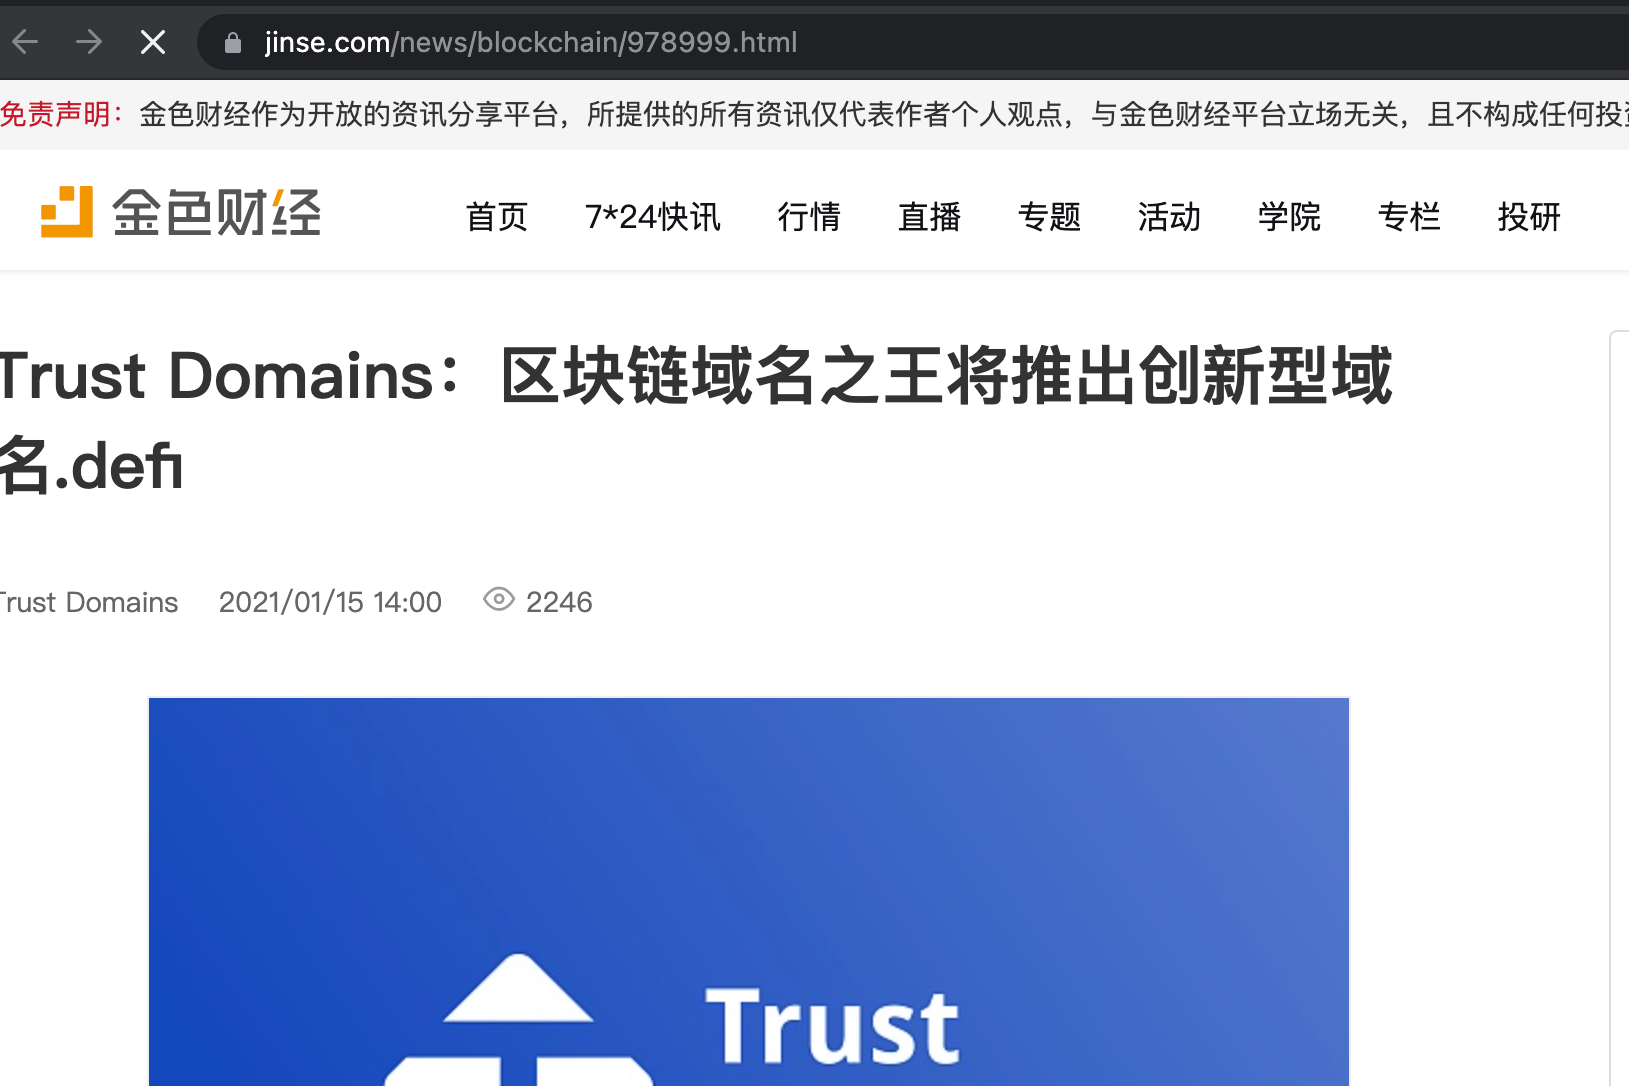 jinse.com/news/blockchain/978999.html
免责声明：金色财经作为开放的资讯分享平台，所提供的所有资讯仅代表作者个人观点，与金色财经平台立场无关，且不构成任何投
金色财经 首页 7*24快讯 行情 直播 专题 活动 学院 专栏 投研
Trust Domains：区块链域名之王将推出创新型域
名.defi
Trust Domains 2021/01/15 14:00 2246
Trust